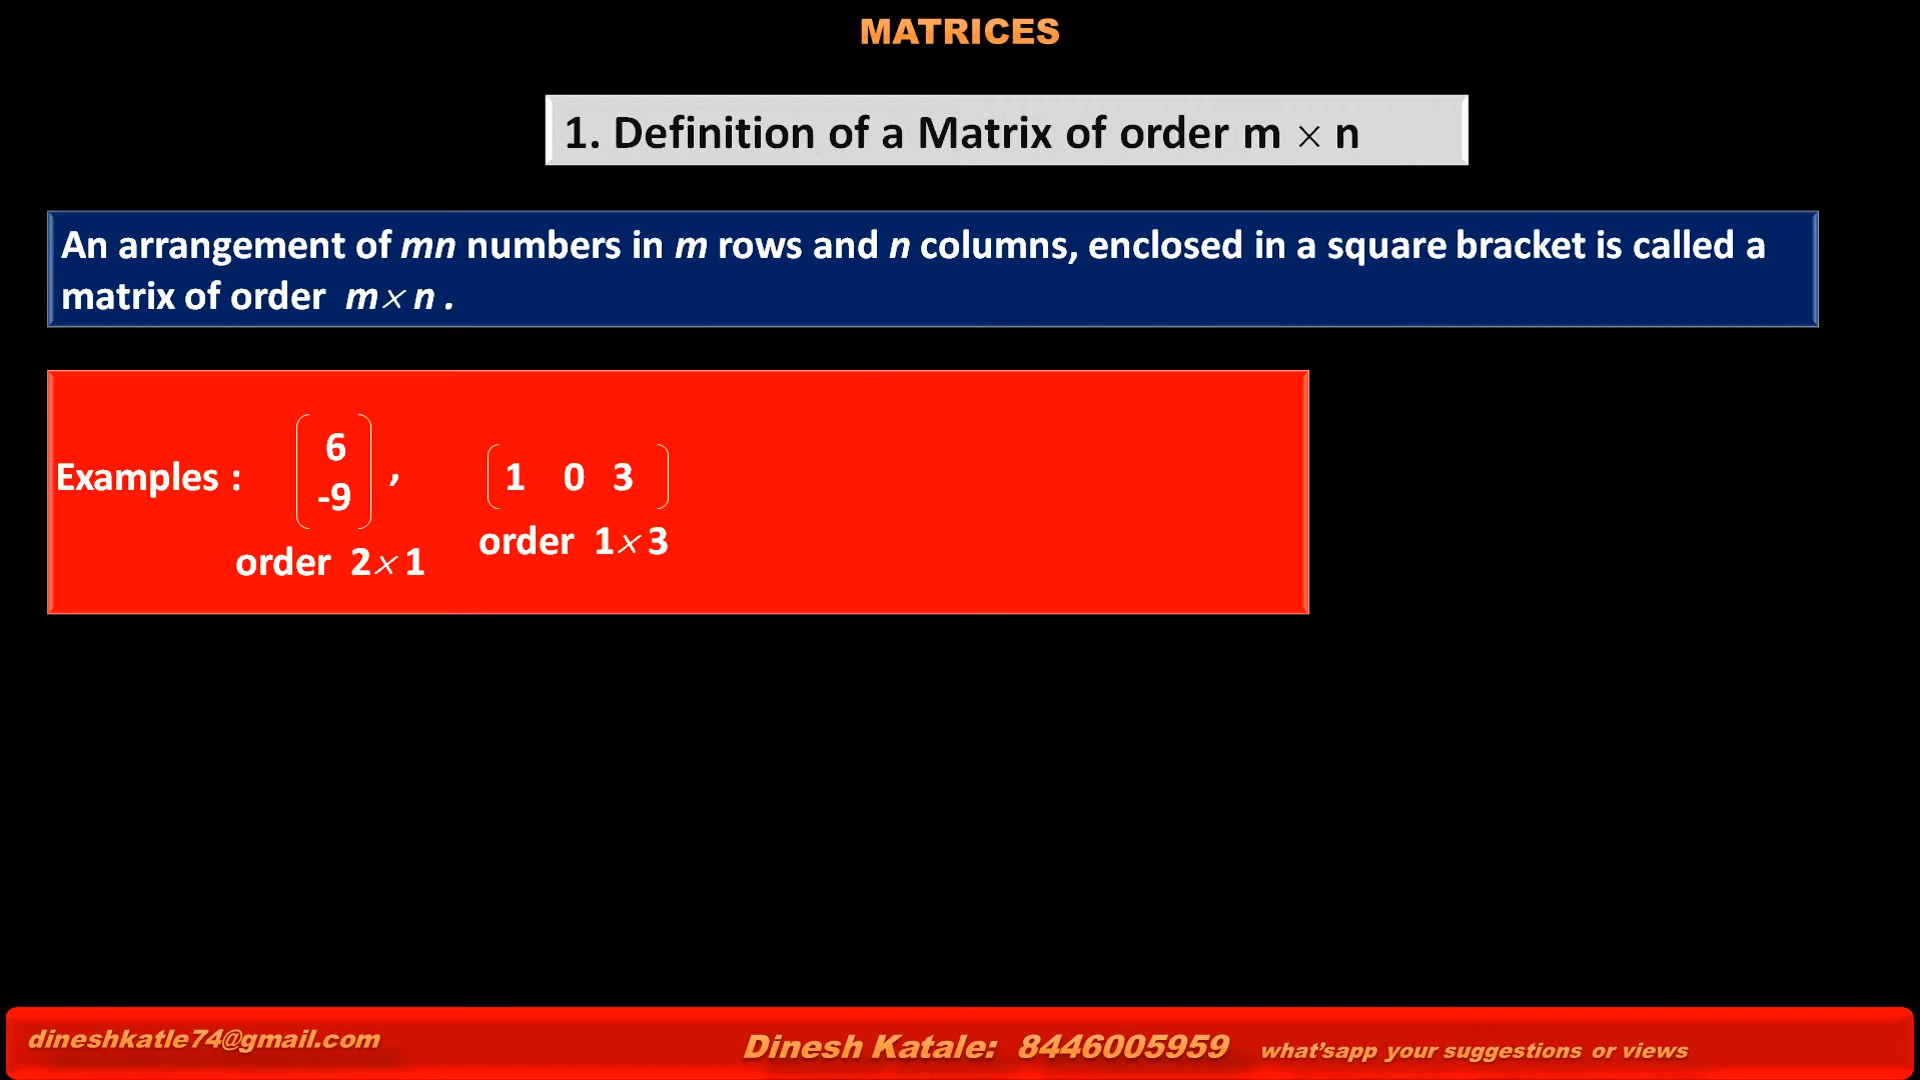 MATRICES
1. Definition of a Matrix of order m × n
An arrangement of mn numbers in m rows and n columns, enclosed in a square bracket is called a
matrix of order m × n .
6
Examples : , 1 0 3
-9
order 2 × 1 order 1 × 3
dineshkatle74@gmail.com Dinesh Katale: 8446005959 what’sapp your suggestions or views